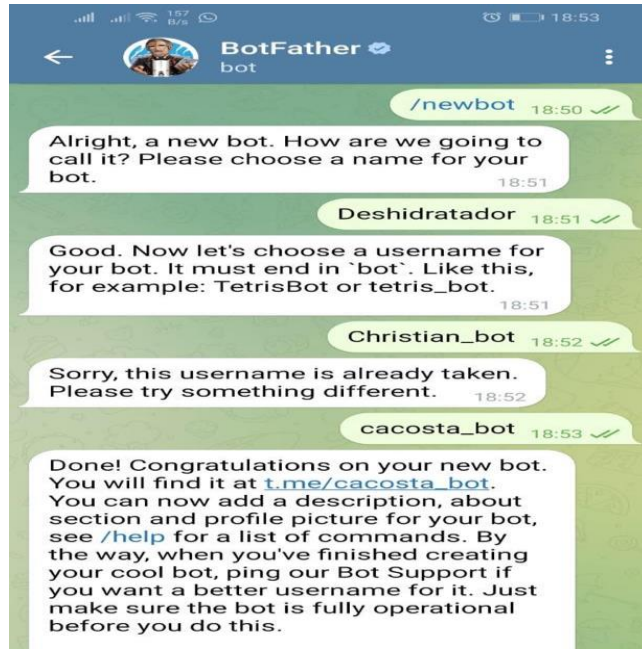 157
B/s
18:53
BotFather
bot
/newbot 18:50
Alright, a new bot. How are we going to
call it? Please choose a name for your
bot.
18:51
Deshidratador 18:51
Good. Now let's choose a username for
your bot. It must end in `bot`. Like this,
for example: TetrisBot or tetris_bot.
18:51
Christian_bot 18:52
Sorry, this username is already taken.
Please try something different. 18:52
cacosta_bot 18:53
Done! Congratulations on your new bot.
You will find it at t.me/cacosta_bot.
You can now add a description, about
section and profile picture for your bot,
see /help for a list of commands. By
the way, when you've finished creating
your cool bot, ping our Bot Support if
you want a better username for it. Just
make sure the bot is fully operational
before you do this.